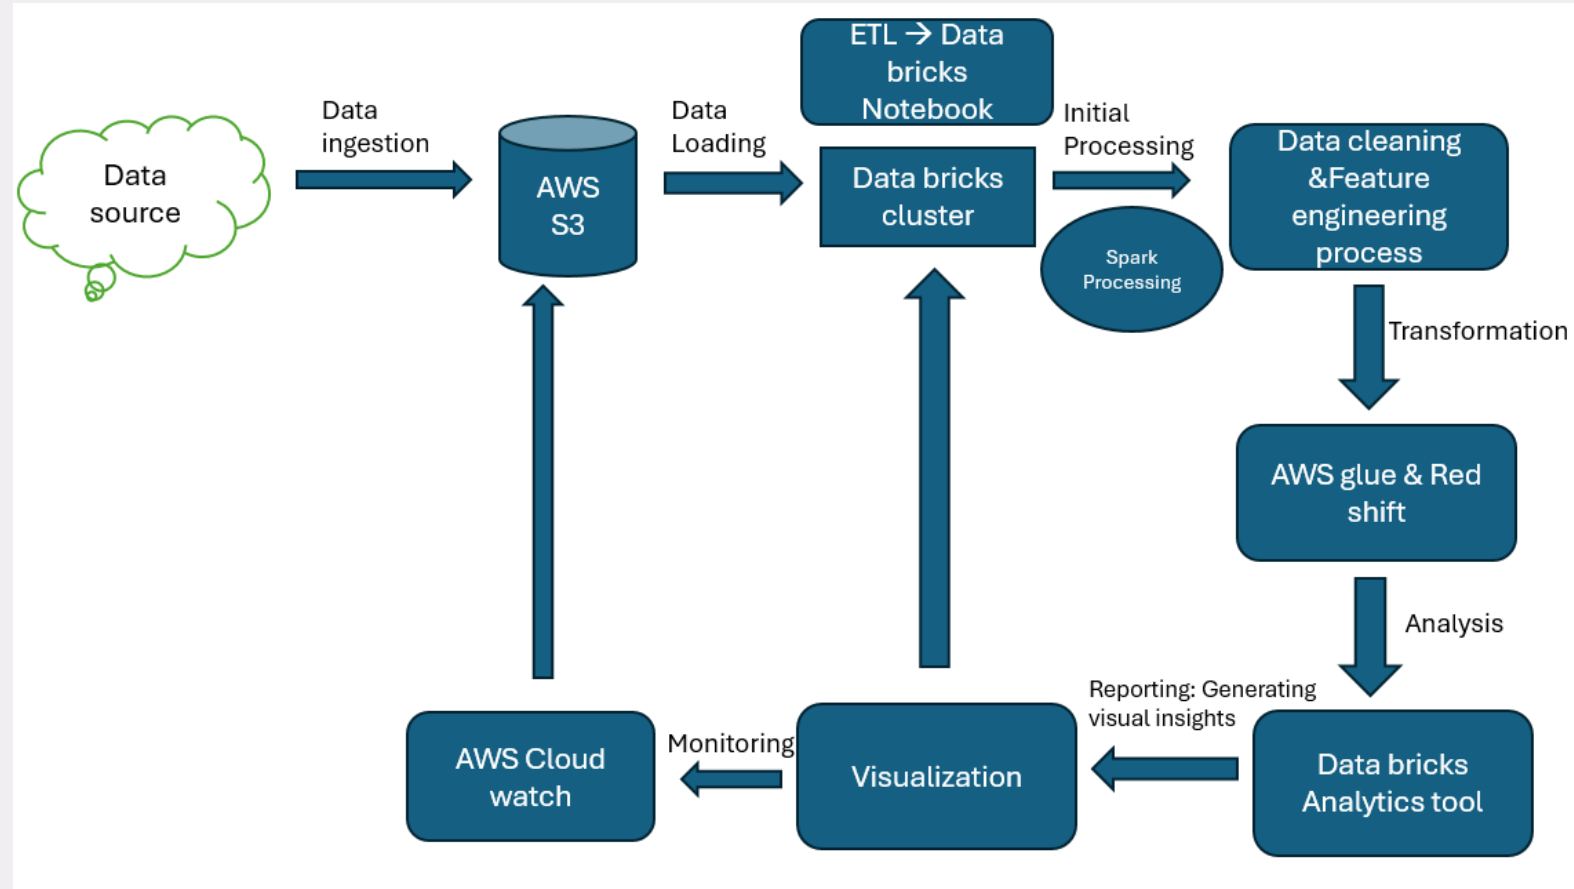 ETL → Data
bricks
Notebook
Data
ingestion
Data
Loading
Initial
Processing
Data
source
AWS
S3
Data bricks
cluster
Data cleaning
&Feature
engineering
process
Spark
Processing
Transformation
AWS glue & Red
shift
Analysis
Reporting: Generating
visual insights
Data bricks
Analytics tool
Visualization
Monitoring
AWS Cloud
watch